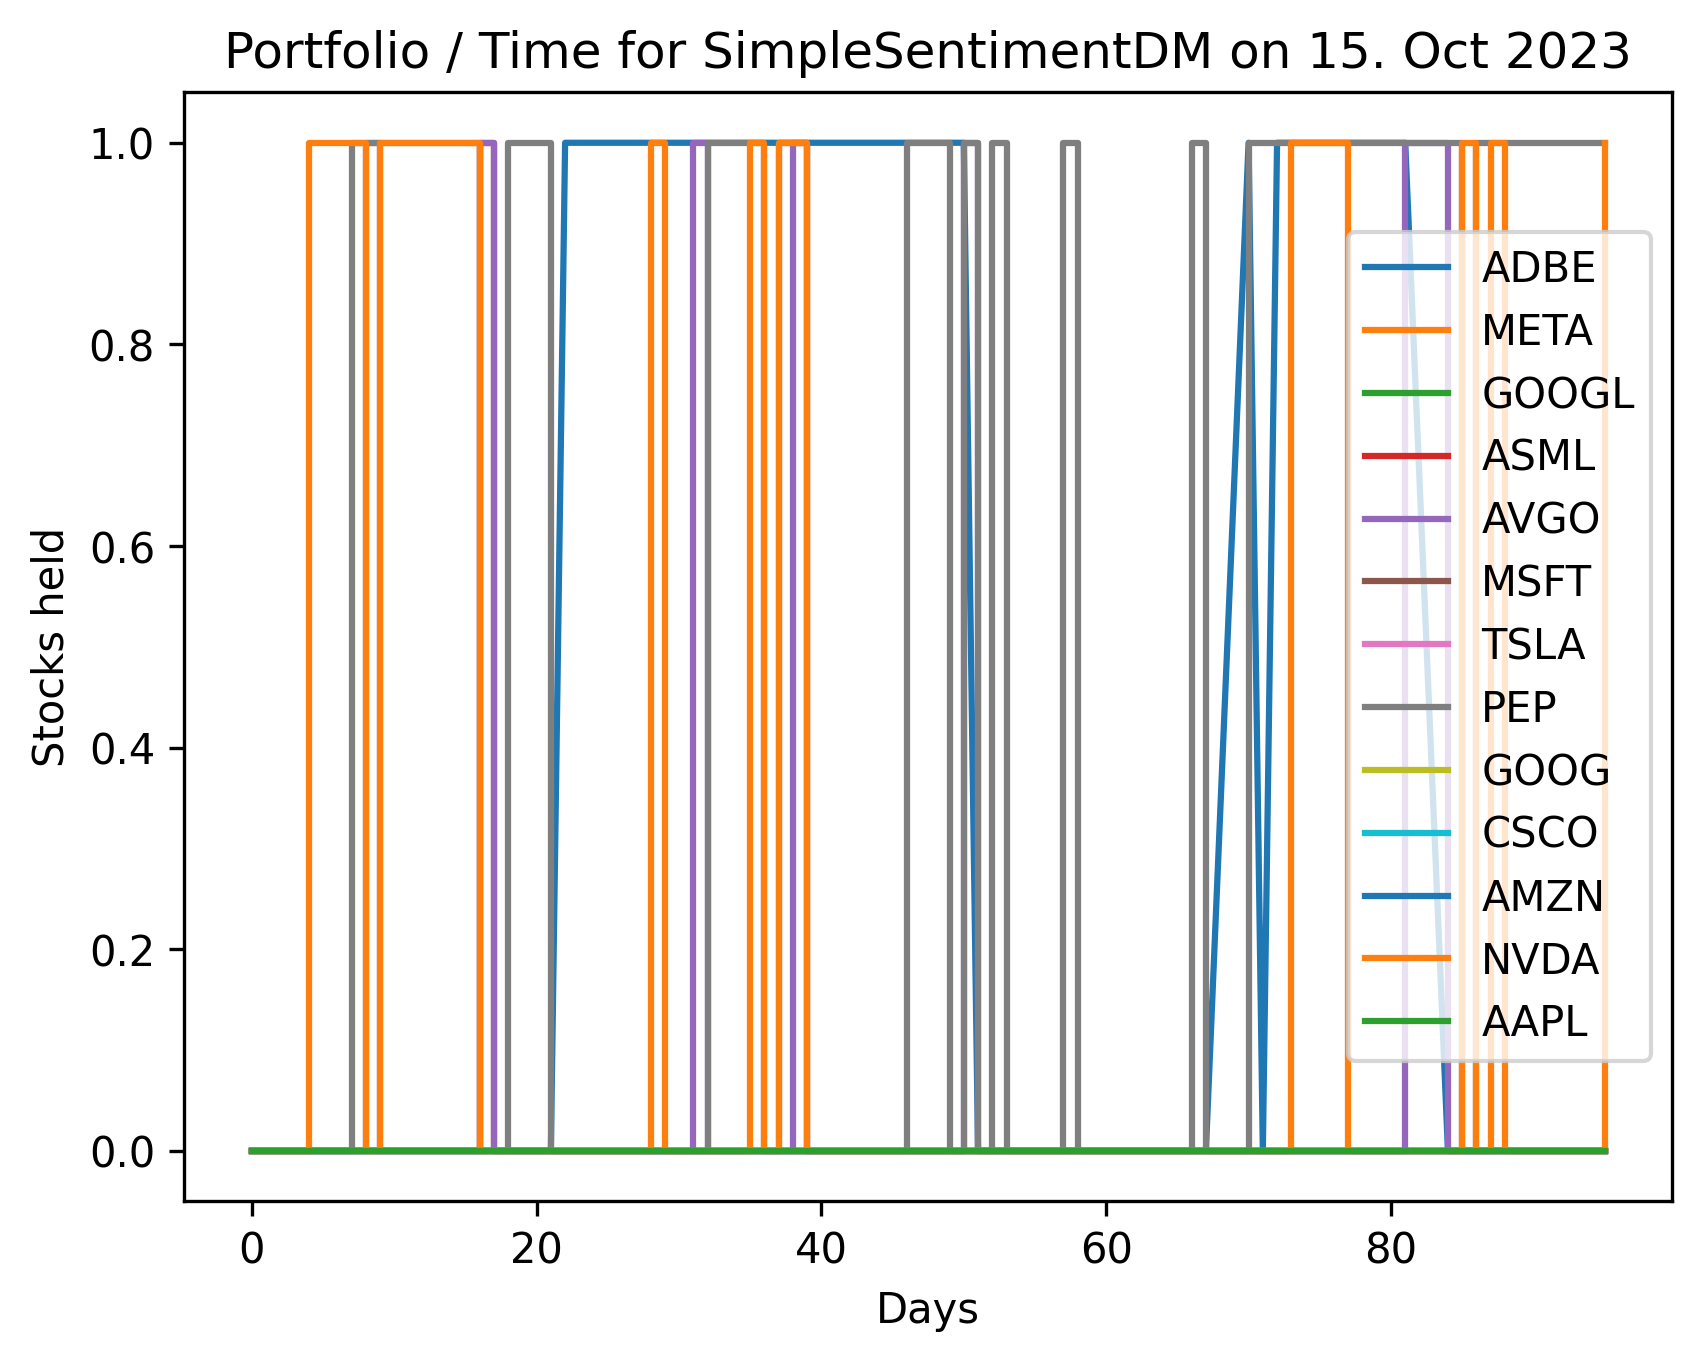 Portfolio / Time for SimpleSentimentDM on 15. Oct 2023
1.0
0.8
0.6
0.4
0.2
0.0
Stocks held
ADBE
META
GOOGL
ASML
AVGO
MSFT
TSLA
PEP
GOOG
CSCO
AMZN
NVDA
AAPL
0 20 40 60 80
Days